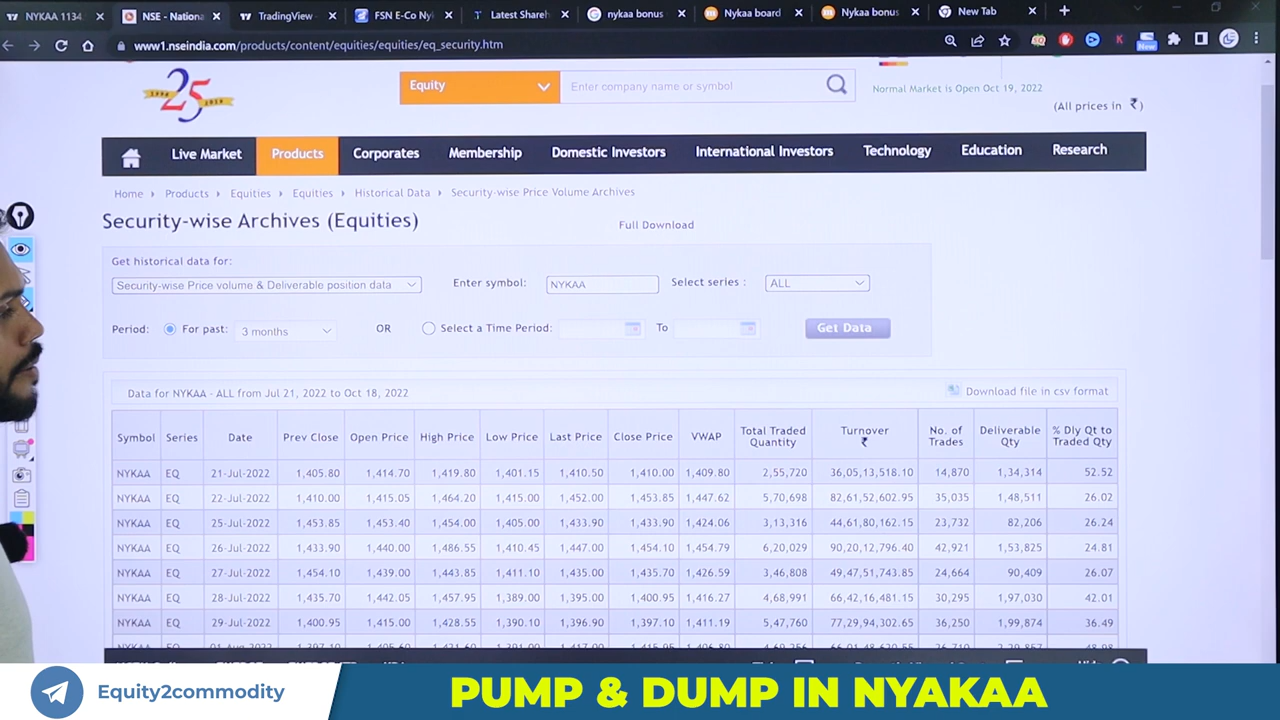 NYKAA 1134
NSE - Nationa
TradingView
FSN E-Co Ny
Latest Shareh
nykaa bonus
Nykaa board
Nykaa bonus
New Tab
www1.nseindia.com/products/content/equities/equities/eq_security.htm
New
25
Equity
Enter company name or symbol
Normal Market is Open Oct 19, 2022
(All prices in ₹)
Live Market Products Corporates Membership Domestic Investors International Investors Technology Education Research
Home Products Equities Equities Historical Data Security-wise Price Volume Archives
Security-wise Archives (Equities)
Full Download
Get historical data for:
Security-wise Price volume & Deliverable position data Enter symbol: NYKAA Select series : ALL
Period: For past: 3 months OR Select a Time Period: To Get Data
Data for NYKAA - ALL from Jul 21, 2022 to Oct 18, 2022 Download file in csv format
Symbol Series Date Prev Close Open Price High Price Low Price Last Price Close Price VWAP Total Traded Quantity Turnover ₹ No. of Trades Deliverable Qty % Dly Qt to Traded Qty
NYKAA EQ 21-Jul-2022 1,405.80 1,414.70 1,419.80 1,401.15 1,410.50 1,410.00 1,409.80 2,55,720 36,05,13,518.10 14,870 1,34,314 52.52
NYKAA EQ 22-Jul-2022 1,410.00 1,415.05 1,464.20 1,415.00 1,452.00 1,453.85 1,447.62 5,70,698 82,61,52,602.95 35,035 1,48,511 26.02
NYKAA EQ 25-Jul-2022 1,453.85 1,453.40 1,454.00 1,405.00 1,433.90 1,433.90 1,424.06 3,13,316 44,61,80,162.15 23,732 82,206 26.24
NYKAA EQ 26-Jul-2022 1,433.90 1,440.00 1,486.55 1,410.45 1,447.00 1,454.10 1,454.79 6,20,029 90,20,12,796.40 42,921 1,53,825 24.81
NYKAA EQ 27-Jul-2022 1,454.10 1,439.00 1,443.85 1,411.10 1,435.00 1,435.70 1,426.59 3,46,808 49,47,51,743.85 24,664 90,409 26.07
NYKAA EQ 28-Jul-2022 1,435.70 1,442.05 1,457.95 1,389.00 1,395.00 1,400.95 1,416.27 4,68,991 66,42,16,481.15 30,295 1,97,030 42.01
NYKAA EQ 29-Jul-2022 1,400.95 1,415.00 1,428.55 1,390.10 1,396.90 1,397.10 1,411.19 5,47,760 77,29,94,302.65 36,250 1,99,874 36.49
Equity2commodity
PUMP & DUMP IN NYAKAA